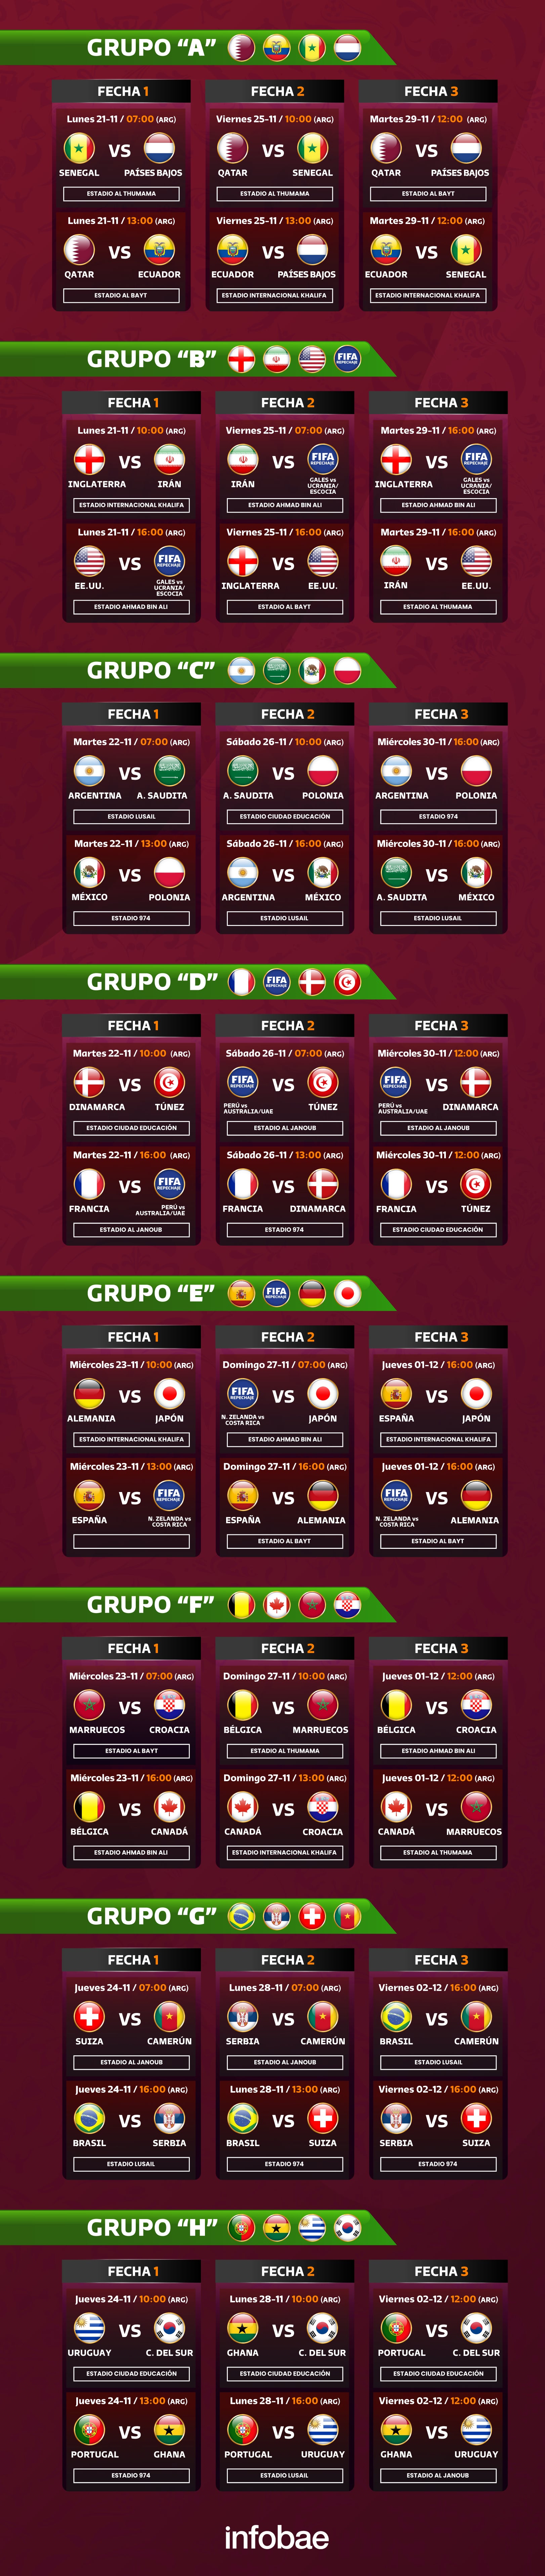 GRUPO “A”
FECHA 1
Lunes 21-11 / 07:00 (ARG)
VS
SENEGAL PAÍSES BAJOS
ESTADIO AL THUMAMA
Lunes 21-11 / 13:00 (ARG)
VS
QATAR ECUADOR
ESTADIO AL BAYT
FECHA 2
Viernes 25-11 / 10:00 (ARG)
VS
QATAR SENEGAL
ESTADIO AL THUMAMA
Viernes 25-11 / 13:00 (ARG)
VS
ECUADOR PAÍSES BAJOS
ESTADIO INTERNACIONAL KHALIFA
FECHA 3
Martes 29-11 / 12:00 (ARG)
VS
QATAR PAÍSES BAJOS
ESTADIO AL BAYT
Martes 29-11 / 12:00 (ARG)
VS
ECUADOR SENEGAL
ESTADIO INTERNACIONAL KHALIFA
GRUPO “B” FIFA
FECHA 1
Lunes 21-11 / 10:00 (ARG)
VS
INGLATERRA IRÁN
ESTADIO INTERNACIONAL KHALIFA
Lunes 21-11 / 16:00 (ARG)
VS FIFA
REPECHAJE
EE.UU. GALES vs
UCRANIA/
ESCOCIA
ESTADIO AHMAD BIN ALI
FECHA 2
Viernes 25-11 / 07:00 (ARG)
VS FIFA
REPECHAJE
IRÁN GALES vs
UCRANIA/
ESCOCIA
ESTADIO AHMAD BIN ALI
Viernes 25-11 / 16:00 (ARG)
VS
INGLATERRA EE.UU.
ESTADIO AL BAYT
FECHA 3
Martes 29-11 / 16:00 (ARG)
VS FIFA
REPECHAJE
INGLATERRA GALES vs
UCRANIA/
ESCOCIA
ESTADIO AHMAD BIN ALI
Martes 29-11 / 16:00 (ARG)
VS
IRÁN EE.UU.
ESTADIO AL THUMAMA
GRUPO “C”
FECHA 1
Martes 22-11 / 07:00 (ARG)
VS
ARGENTINA A. SAUDITA
ESTADIO LUSAIL
Martes 22-11 / 13:00 (ARG)
VS
MÉXICO POLONIA
ESTADIO 974
FECHA 2
Sábado 26-11 / 10:00 (ARG)
VS
A. SAUDITA POLONIA
ESTADIO CIUDAD EDUCACIÓN
Sábado 26-11 / 16:00 (ARG)
VS
ARGENTINA MÉXICO
ESTADIO LUSAIL
FECHA 3
Miércoles 30-11 / 16:00 (ARG)
VS
ARGENTINA POLONIA
ESTADIO 974
Miércoles 30-11 / 16:00 (ARG)
VS
A. SAUDITA MÉXICO
ESTADIO LUSAIL
GRUPO “D” FIFA
FECHA 1
Martes 22-11 / 10:00 (ARG)
VS
DINAMARCA TÚNEZ
ESTADIO CIUDAD EDUCACIÓN
Martes 22-11 / 16:00 (ARG)
VS FIFA
REPECHAJE
FRANCIA PERÚ vs
AUSTRALIA/UAE
ESTADIO AL JANOUB
FECHA 2
Sábado 26-11 / 07:00 (ARG)
FIFA VS
REPECHAJE
PERÚ vs
AUSTRALIA/UAE TÚNEZ
ESTADIO AL JANOUB
Sábado 26-11 / 13:00 (ARG)
VS
FRANCIA DINAMARCA
ESTADIO 974
FECHA 3
Miércoles 30-11 / 12:00 (ARG)
FIFA VS
REPECHAJE
PERÚ vs
AUSTRALIA/UAE DINAMARCA
ESTADIO AL JANOUB
Miércoles 30-11 / 12:00 (ARG)
VS
FRANCIA TÚNEZ
ESTADIO CIUDAD EDUCACIÓN
GRUPO “E” FIFA
FECHA 1
Miércoles 23-11 / 10:00 (ARG)
VS
ALEMANIA JAPÓN
ESTADIO INTERNACIONAL KHALIFA
Miércoles 23-11 / 13:00 (ARG)
VS FIFA
REPECHAJE
ESPAÑA N. ZELANDA vs
COSTA RICA
FECHA 2
Domingo 27-11 / 07:00 (ARG)
FIFA VS
REPECHAJE
N. ZELANDA vs
COSTA RICA JAPÓN
ESTADIO AHMAD BIN ALI
Domingo 27-11 / 16:00 (ARG)
VS
ESPAÑA ALEMANIA
ESTADIO AL BAYT
FECHA 3
Jueves 01-12 / 16:00 (ARG)
VS
ESPAÑA JAPÓN
ESTADIO INTERNACIONAL KHALIFA
Jueves 01-12 / 16:00 (ARG)
FIFA VS
REPECHAJE
N. ZELANDA vs
COSTA RICA ALEMANIA
ESTADIO AL BAYT
GRUPO “F”
FECHA 1
Miércoles 23-11 / 07:00 (ARG)
VS
MARRUECOS CROACIA
ESTADIO AL BAYT
Miércoles 23-11 / 16:00 (ARG)
VS
BÉLGICA CANADÁ
ESTADIO AHMAD BIN ALI
FECHA 2
Domingo 27-11 / 10:00 (ARG)
VS
BÉLGICA MARRUECOS
ESTADIO AL THUMAMA
Domingo 27-11 / 13:00 (ARG)
VS
CANADÁ CROACIA
ESTADIO INTERNACIONAL KHALIFA
FECHA 3
Jueves 01-12 / 12:00 (ARG)
VS
BÉLGICA CROACIA
ESTADIO AHMAD BIN ALI
Jueves 01-12 / 12:00 (ARG)
VS
CANADÁ MARRUECOS
ESTADIO AL THUMAMA
GRUPO “G”
FECHA 1
Jueves 24-11 / 07:00 (ARG)
VS
SUIZA CAMERÚN
ESTADIO AL JANOUB
Jueves 24-11 / 16:00 (ARG)
VS
BRASIL SERBIA
ESTADIO LUSAIL
FECHA 2
Lunes 28-11 / 07:00 (ARG)
VS
SERBIA CAMERÚN
ESTADIO AL JANOUB
Lunes 28-11 / 13:00 (ARG)
VS
BRASIL SUIZA
ESTADIO 974
FECHA 3
Viernes 02-12 / 16:00 (ARG)
VS
BRASIL CAMERÚN
ESTADIO LUSAIL
Viernes 02-12 / 16:00 (ARG)
VS
SERBIA SUIZA
ESTADIO 974
GRUPO “H”
FECHA 1
Jueves 24-11 / 10:00 (ARG)
VS
URUGUAY C. DEL SUR
ESTADIO CIUDAD EDUCACIÓN
Jueves 24-11 / 13:00 (ARG)
VS
PORTUGAL GHANA
ESTADIO 974
FECHA 2
Lunes 28-11 / 10:00 (ARG)
VS
GHANA C. DEL SUR
ESTADIO CIUDAD EDUCACIÓN
Lunes 28-11 / 16:00 (ARG)
VS
PORTUGAL URUGUAY
ESTADIO LUSAIL
FECHA 3
Viernes 02-12 / 12:00 (ARG)
VS
PORTUGAL C. DEL SUR
ESTADIO CIUDAD EDUCACIÓN
Viernes 02-12 / 12:00 (ARG)
VS
GHANA URUGUAY
ESTADIO AL JANOUB
infobae